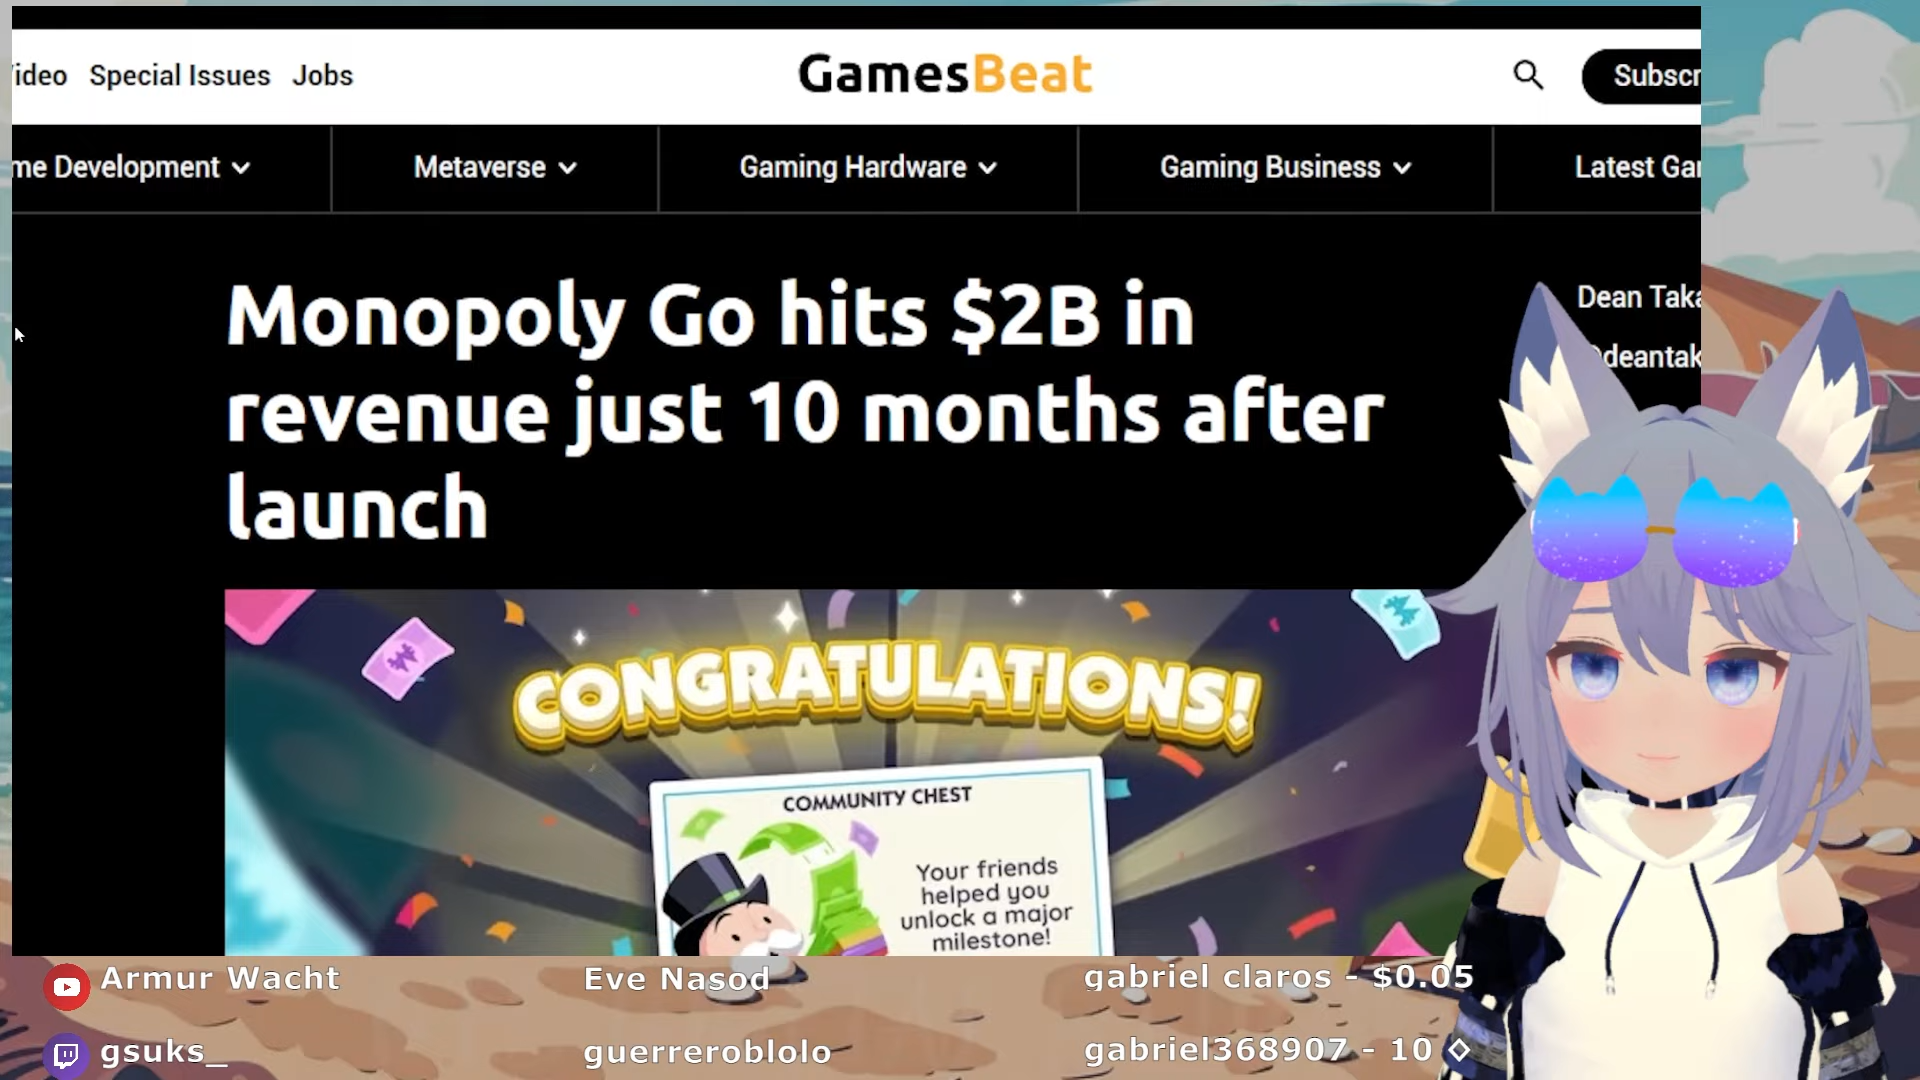 ideo Special Issues Jobs
GamesBeat
Subscr
me Development
Metaverse
Gaming Hardware
Gaming Business
Latest Gar
Monopoly Go hits $2B in
revenue just 10 months after
launch
Dean Taka
@deantak
CONGRATULATIONS!
COMMUNITY CHEST
Your friends
helped you
unlock a major
milestone!
Armur Wacht
Eve Nasod
gabriel claros - $0.05
gsuks_
guerreroblolo
gabriel368907 - 10